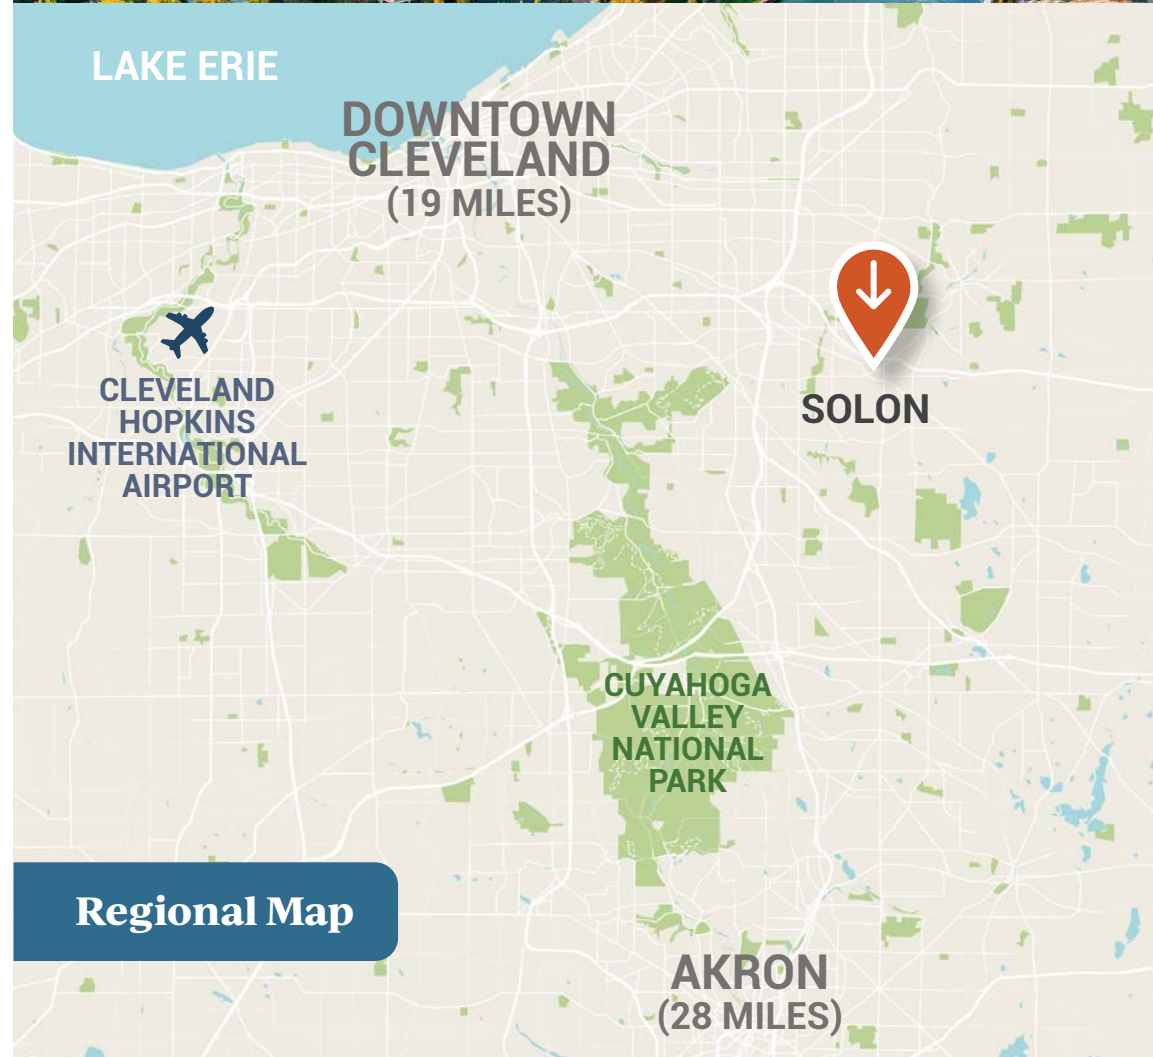 LAKE ERIE
DOWNTOWN
CLEVELAND
(19 MILES)
CLEVELAND
HOPKINS
INTERNATIONAL
AIRPORT
SOLON
CUYAHOGA
VALLEY
NATIONAL
PARK
Regional Map
AKRON
(28 MILES)